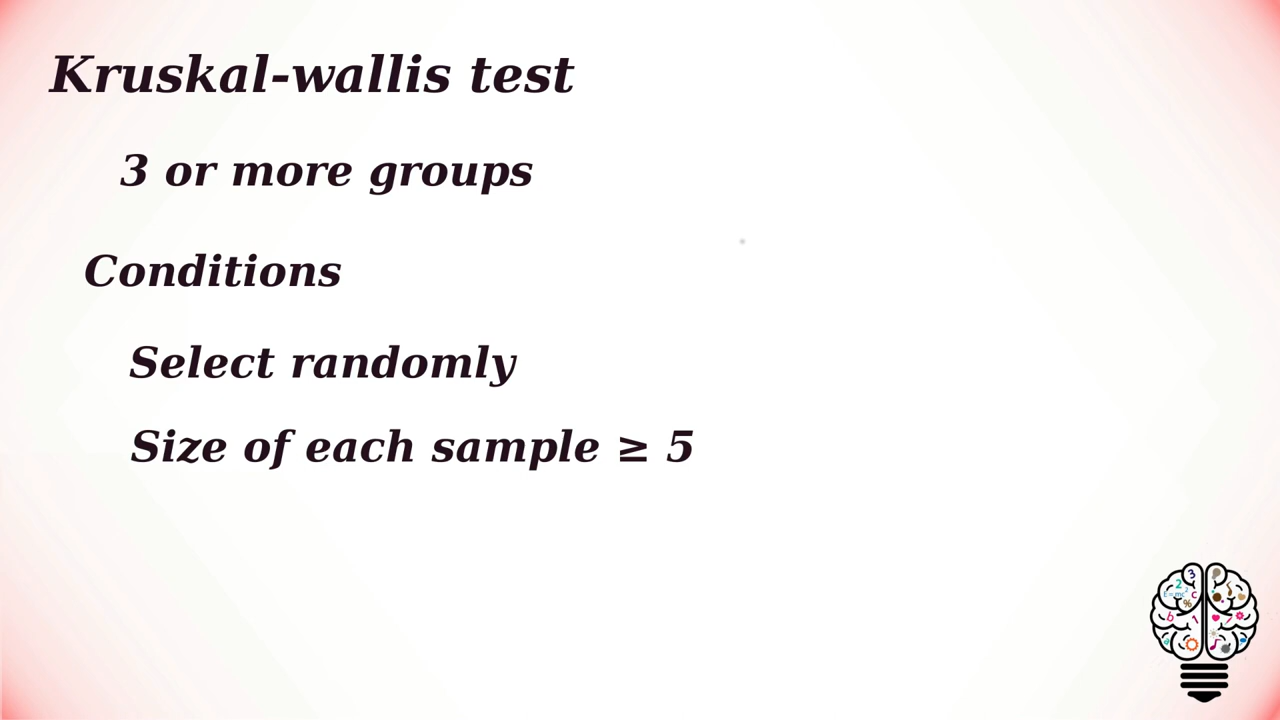 Kruskal-wallis test
3 or more groups
Conditions
Select randomly
Size of each sample ≥ 5